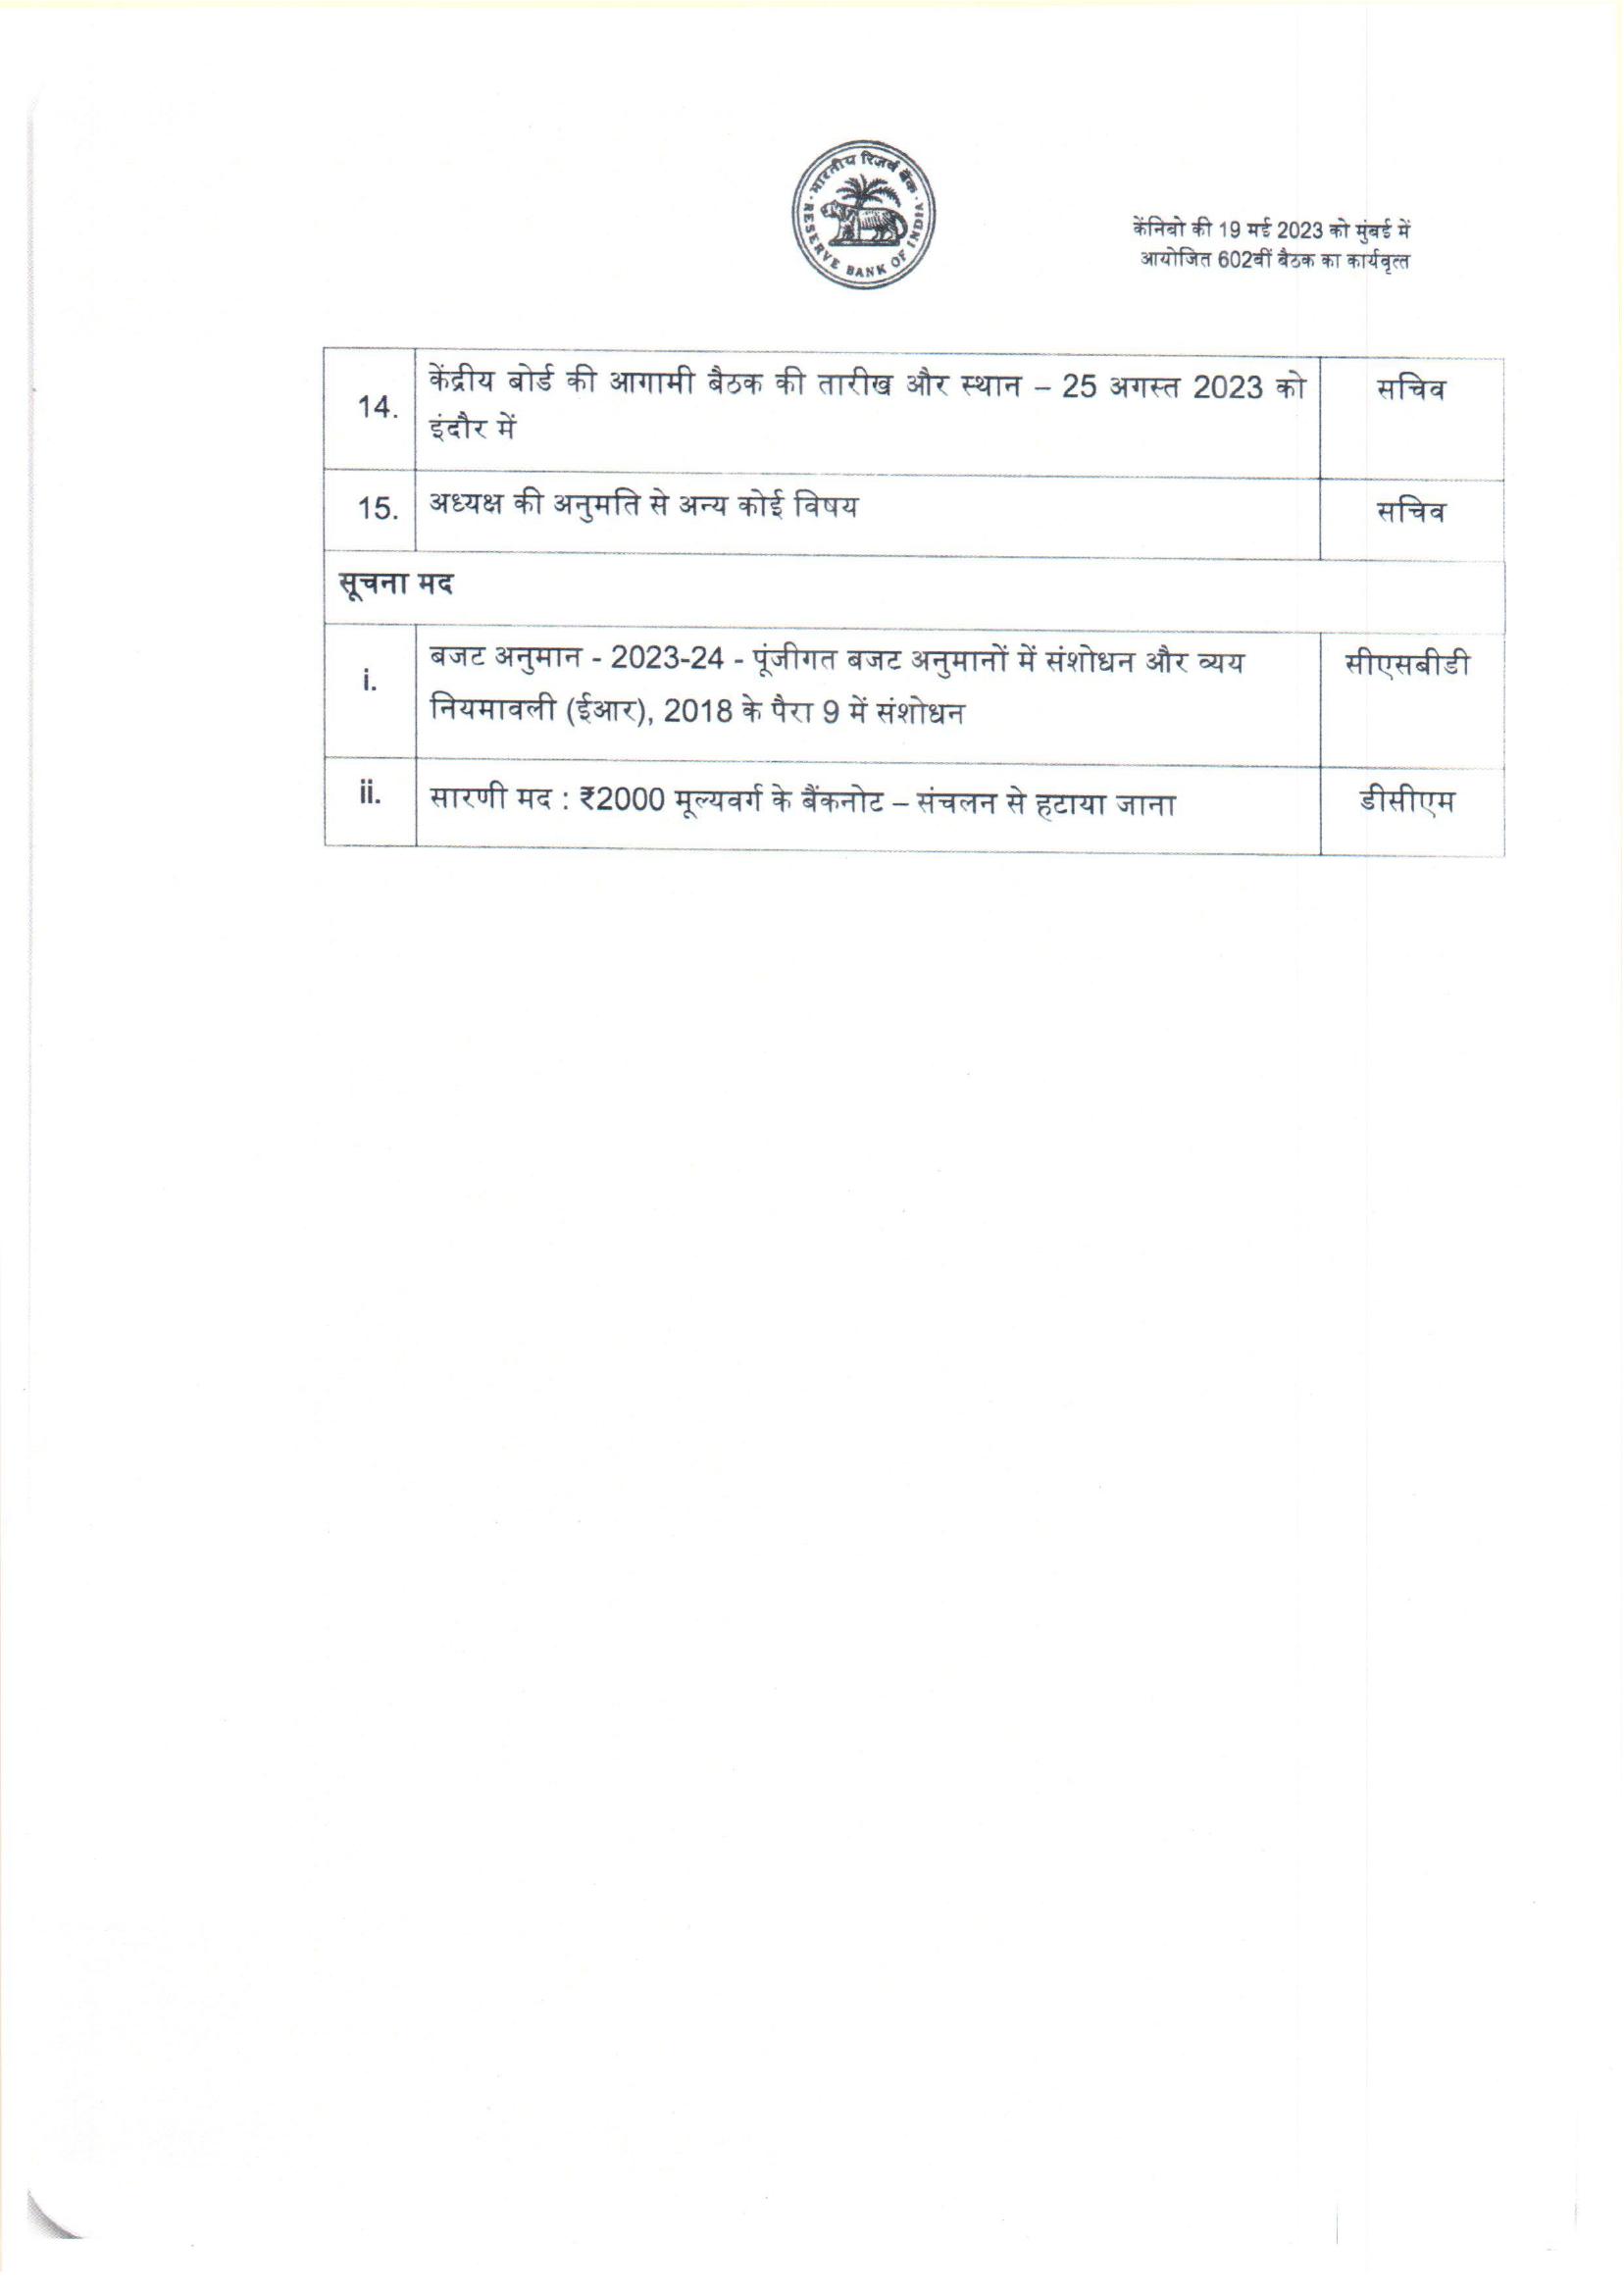 भारतीय रिज़र्व बैंक
RESERVE BANK OF INDIA
केंनिबो की 19 मई 2023 को मुंबई में
आयोजित 602वीं बैठक का कार्यवृत्त
14. केंद्रीय बोर्ड की आगामी बैठक की तारीख और स्थान – 25 अगस्त 2023 को सचिव
इंदौर में
15. अध्यक्ष की अनुमति से अन्य कोई विषय सचिव
सूचना मद
i. बजट अनुमान - 2023-24 - पूंजीगत बजट अनुमानों में संशोधन और व्यय सीएसबीडी
नियमावली (ईआर), 2018 के पैरा 9 में संशोधन
ii. सारणी मद : ₹2000 मूल्यवर्ग के बैंकनोट – संचलन से हटाया जाना डीसीएम